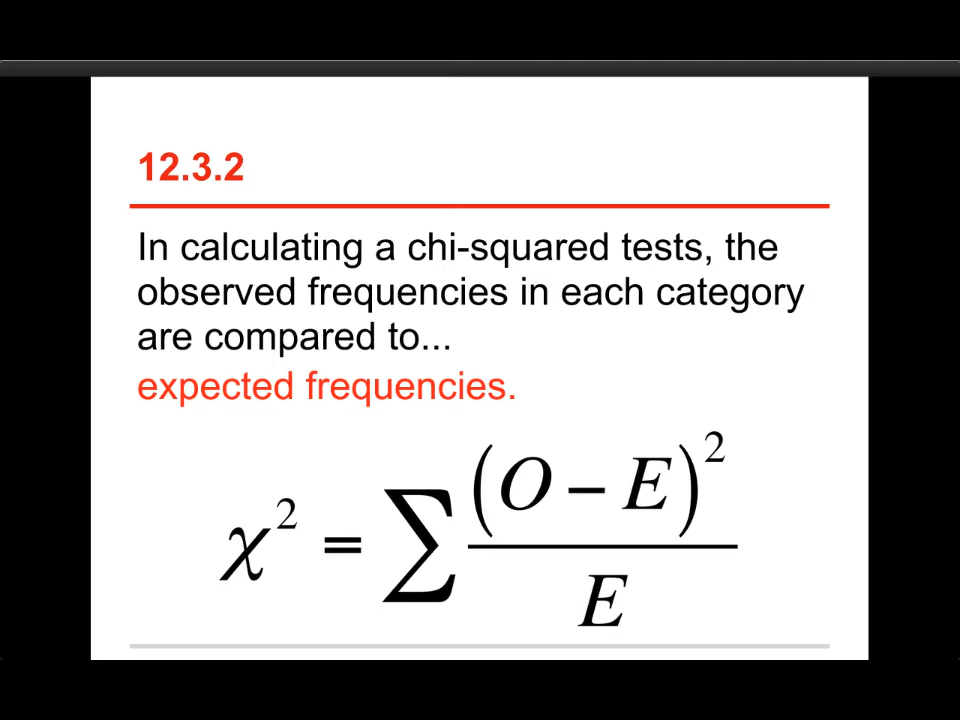 12.3.2
In calculating a chi-squared tests, the
observed frequencies in each category
are compared to...
expected frequencies.
χ² = ∑ (O − E)² / E